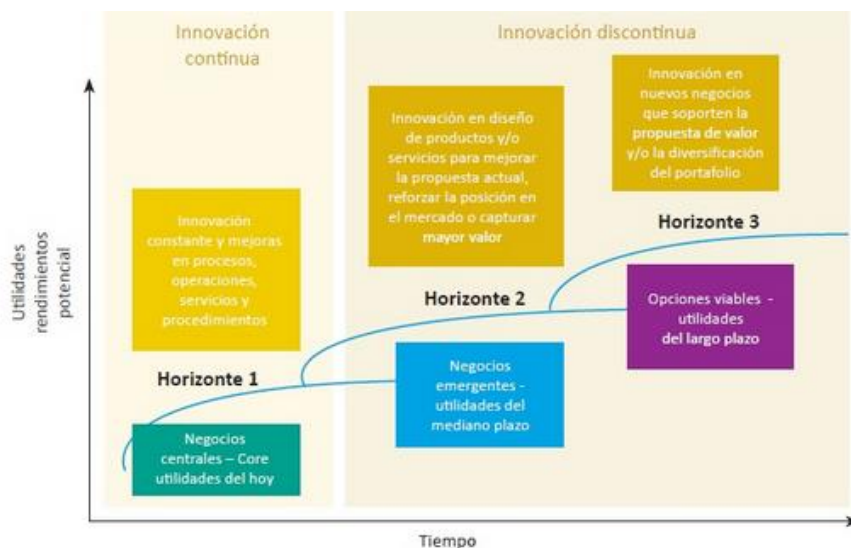 Innovación
contínua
Innovación discontinua
Innovación
constante y mejoras
en procesos,
operaciones,
servicios y
procedimientos
Innovación en diseño
de productos y/o
servicios para mejorar
la propuesta actual,
reforzar la posición en
el mercado o capturar
mayor valor
Innovación en
nuevos negocios
que soporten la
propuesta de valor
y/o la diversificación
del portafolio
Horizonte 1
Horizonte 2
Horizonte 3
Negocios
centrales – Core
utilidades del hoy
Negocios
emergentes -
utilidades del
mediano plazo
Opciones viables -
utilidades
del largo plazo
Utilidades
rendimientos
potencial
Tiempo